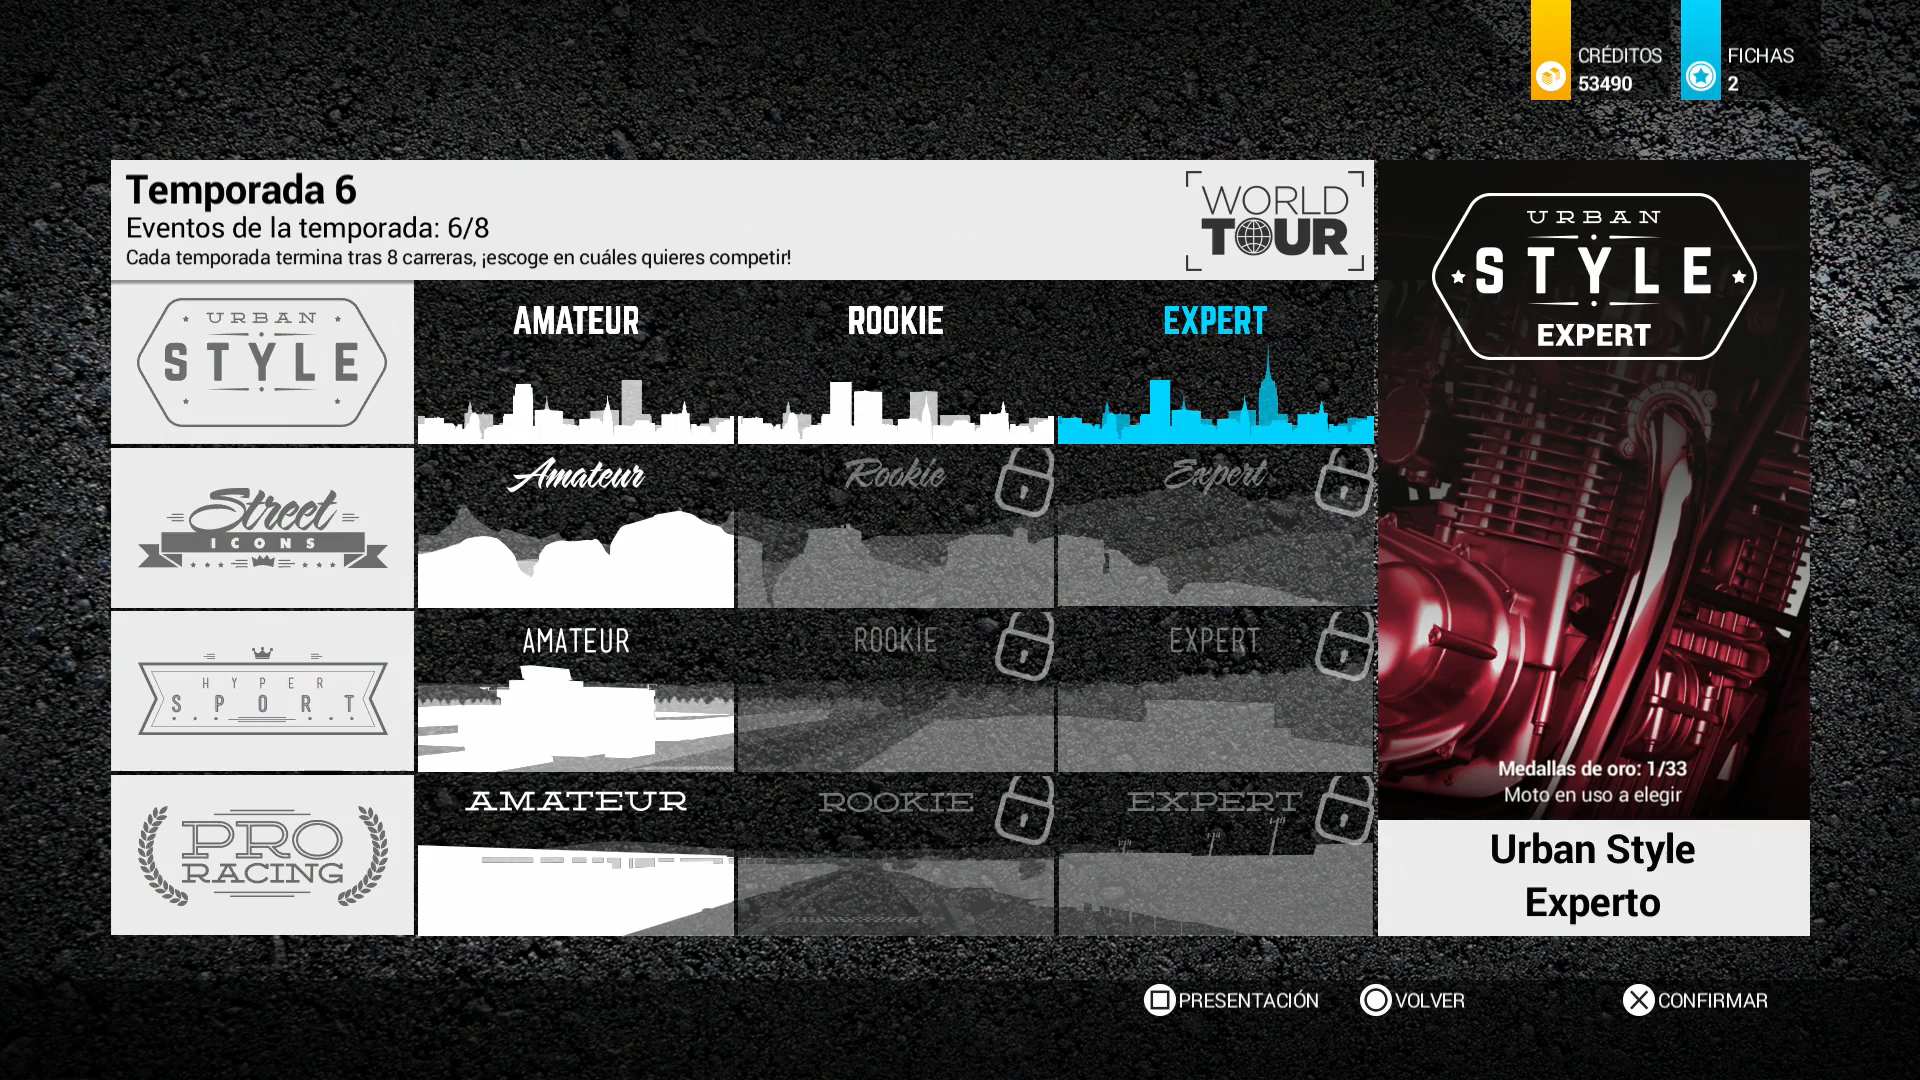 CRÉDITOS
53490
FICHAS
2
Temporada 6
Eventos de la temporada: 6/8
Cada temporada termina tras 8 carreras, ¡escoge en cuáles quieres competir!
WORLD
TOUR
URBAN
STYLE
AMATEUR
ROOKIE
EXPERT
Street
ICONS
Amateur
Rookie
Expert
HYPER
SPORT
AMATEUR
ROOKIE
EXPERT
PRO
RACING
AMATEUR
ROOKIE
EXPERT
URBAN
STYLE
EXPERT
Medallas de oro: 1/33
Moto en uso a elegir
Urban Style
Experto
PRESENTACIÓN
VOLVER
CONFIRMAR